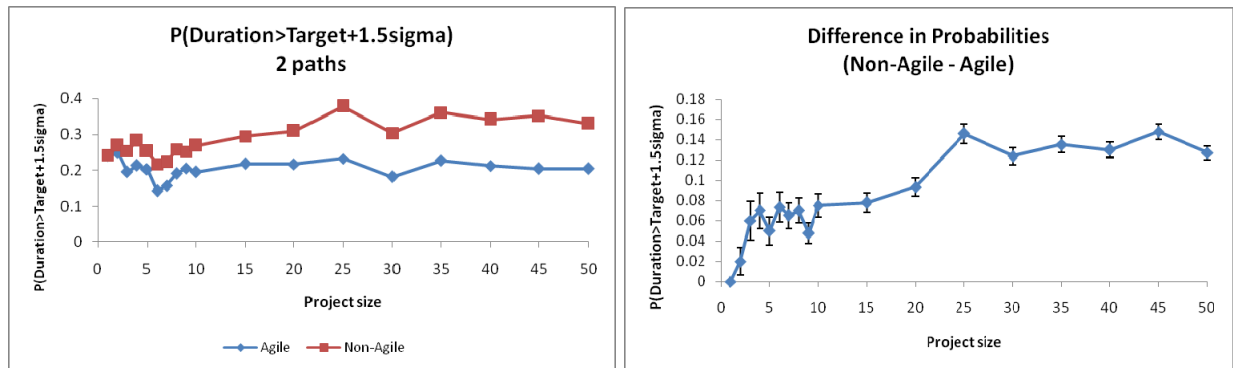 P(Duration>Target+1.5sigma)
2 paths
P(Duration>Target+1.5sigma)
0.4
0.3
0.2
0.1
0
0 5 10 15 20 25 30 35 40 45 50
Project size
Agile Non-Agile
Difference in Probabilities
(Non-Agile - Agile)
P(Duration>Target+1.5sigma)
0.18
0.16
0.14
0.12
0.1
0.08
0.06
0.04
0.02
0
0 5 10 15 20 25 30 35 40 45 50
Project size